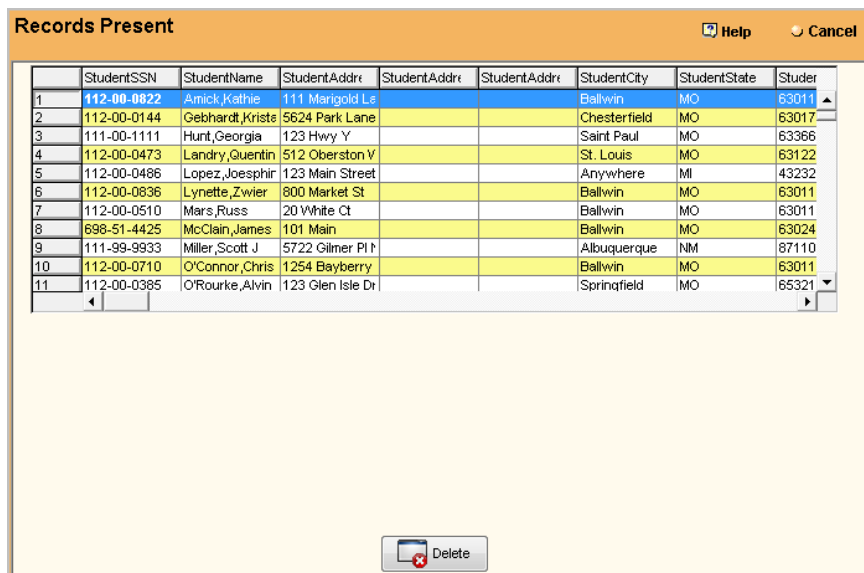 Records Present Help Cancel
StudentSSN StudentName StudentAddre StudentAddre StudentAddre StudentCity StudentState Studer
1 112-00-0822 Amick,Kathie 111 Marigold La Ballwin MO 63011
2 112-00-0144 Gebhardt,Krista 5624 Park Lane Chesterfield MO 63017
3 111-00-1111 Hunt,Georgia 123 Hwy Y Saint Paul MO 63366
4 112-00-0473 Landry,Quentin 512 Oberston V St. Louis MO 63122
5 112-00-0486 Lopez,Joesphir 123 Main Street Anywhere MI 43232
6 112-00-0836 Lynette,Zwier 800 Market St Ballwin MO 63011
7 112-00-0510 Mars,Russ 20 White Ct Ballwin MO 63011
8 698-51-4425 McClain,James 101 Main Ballwin MO 63024
9 111-99-9933 Miller,Scott J 5722 Gilmer Pl N Albuquerque NM 87110
10 112-00-0710 O'Connor,Chris 1254 Bayberry Ballwin MO 63011
11 112-00-0385 O'Rourke,Alvin 123 Glen Isle Dr Springfield MO 65321
Delete